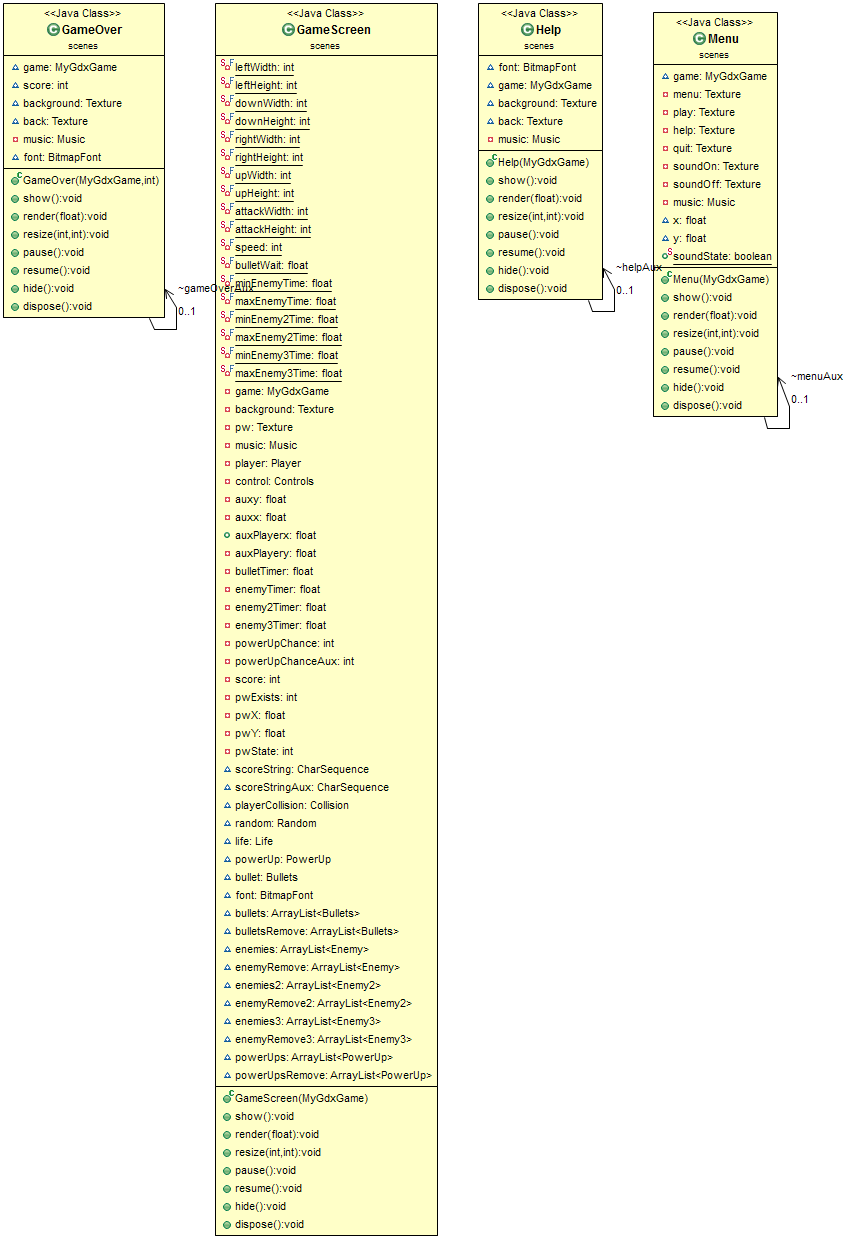 <<Java Class>>
GameOver
scenes
game: MyGdxGame
score: int
background: Texture
back: Texture
music: Music
font: BitmapFont
GameOver(MyGdxGame,int)
show():void
render(float):void
resize(int,int):void
pause():void
resume():void
hide():void
dispose():void
~gameOverAux
0..1
<<Java Class>>
GameScreen
scenes
leftWidth: int
leftHeight: int
downWidth: int
downHeight: int
rightWidth: int
rightHeight: int
upWidth: int
upHeight: int
attackWidth: int
attackHeight: int
speed: int
bulletWait: float
minEnemyTime: float
maxEnemyTime: float
minEnemy2Time: float
maxEnemy2Time: float
minEnemy3Time: float
maxEnemy3Time: float
game: MyGdxGame
background: Texture
pw: Texture
music: Music
player: Player
control: Controls
auxy: float
auxx: float
auxPlayerx: float
auxPlayery: float
bulletTimer: float
enemyTimer: float
enemy2Timer: float
enemy3Timer: float
powerUpChance: int
powerUpChanceAux: int
score: int
pwExists: int
pwX: float
pwY: float
pwState: int
scoreString: CharSequence
scoreStringAux: CharSequence
playerCollision: Collision
random: Random
life: Life
powerUp: PowerUp
bullet: Bullets
font: BitmapFont
bullets: ArrayList<Bullets>
bulletsRemove: ArrayList<Bullets>
enemies: ArrayList<Enemy>
enemyRemove: ArrayList<Enemy>
enemies2: ArrayList<Enemy2>
enemyRemove2: ArrayList<Enemy2>
enemies3: ArrayList<Enemy3>
enemyRemove3: ArrayList<Enemy3>
powerUps: ArrayList<PowerUp>
powerUpsRemove: ArrayList<PowerUp>
GameScreen(MyGdxGame)
show():void
render(float):void
resize(int,int):void
pause():void
resume():void
hide():void
dispose():void
<<Java Class>>
Help
scenes
font: BitmapFont
game: MyGdxGame
background: Texture
back: Texture
music: Music
Help(MyGdxGame)
show():void
render(float):void
resize(int,int):void
pause():void
resume():void
hide():void
dispose():void
~helpAux
0..1
<<Java Class>>
Menu
scenes
game: MyGdxGame
menu: Texture
play: Texture
help: Texture
quit: Texture
soundOn: Texture
soundOff: Texture
music: Music
x: float
y: float
soundState: boolean
Menu(MyGdxGame)
show():void
render(float):void
resize(int,int):void
pause():void
resume():void
hide():void
dispose():void
~menuAux
0..1